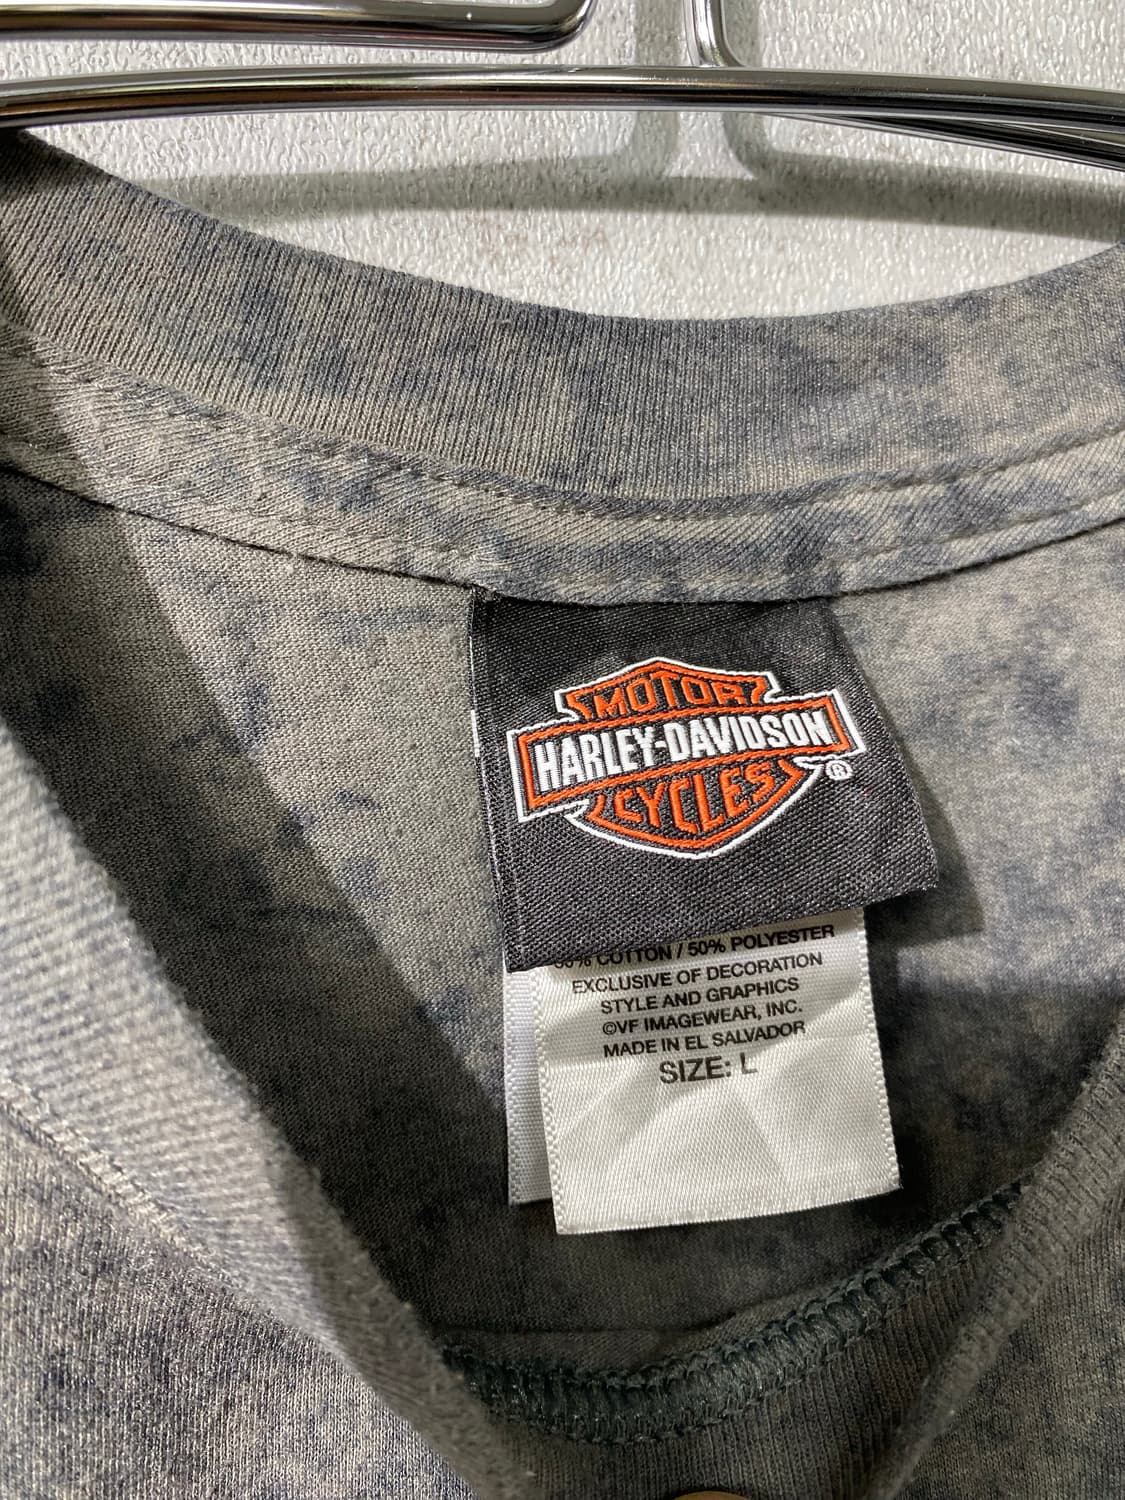 MOTOR
HARLEY-DAVIDSON
CYCLES
®
COTTON / 50% POLYESTER
EXCLUSIVE OF DECORATION
STYLE AND GRAPHICS
©VF IMAGEWEAR, INC.
MADE IN EL SALVADOR
SIZE: L